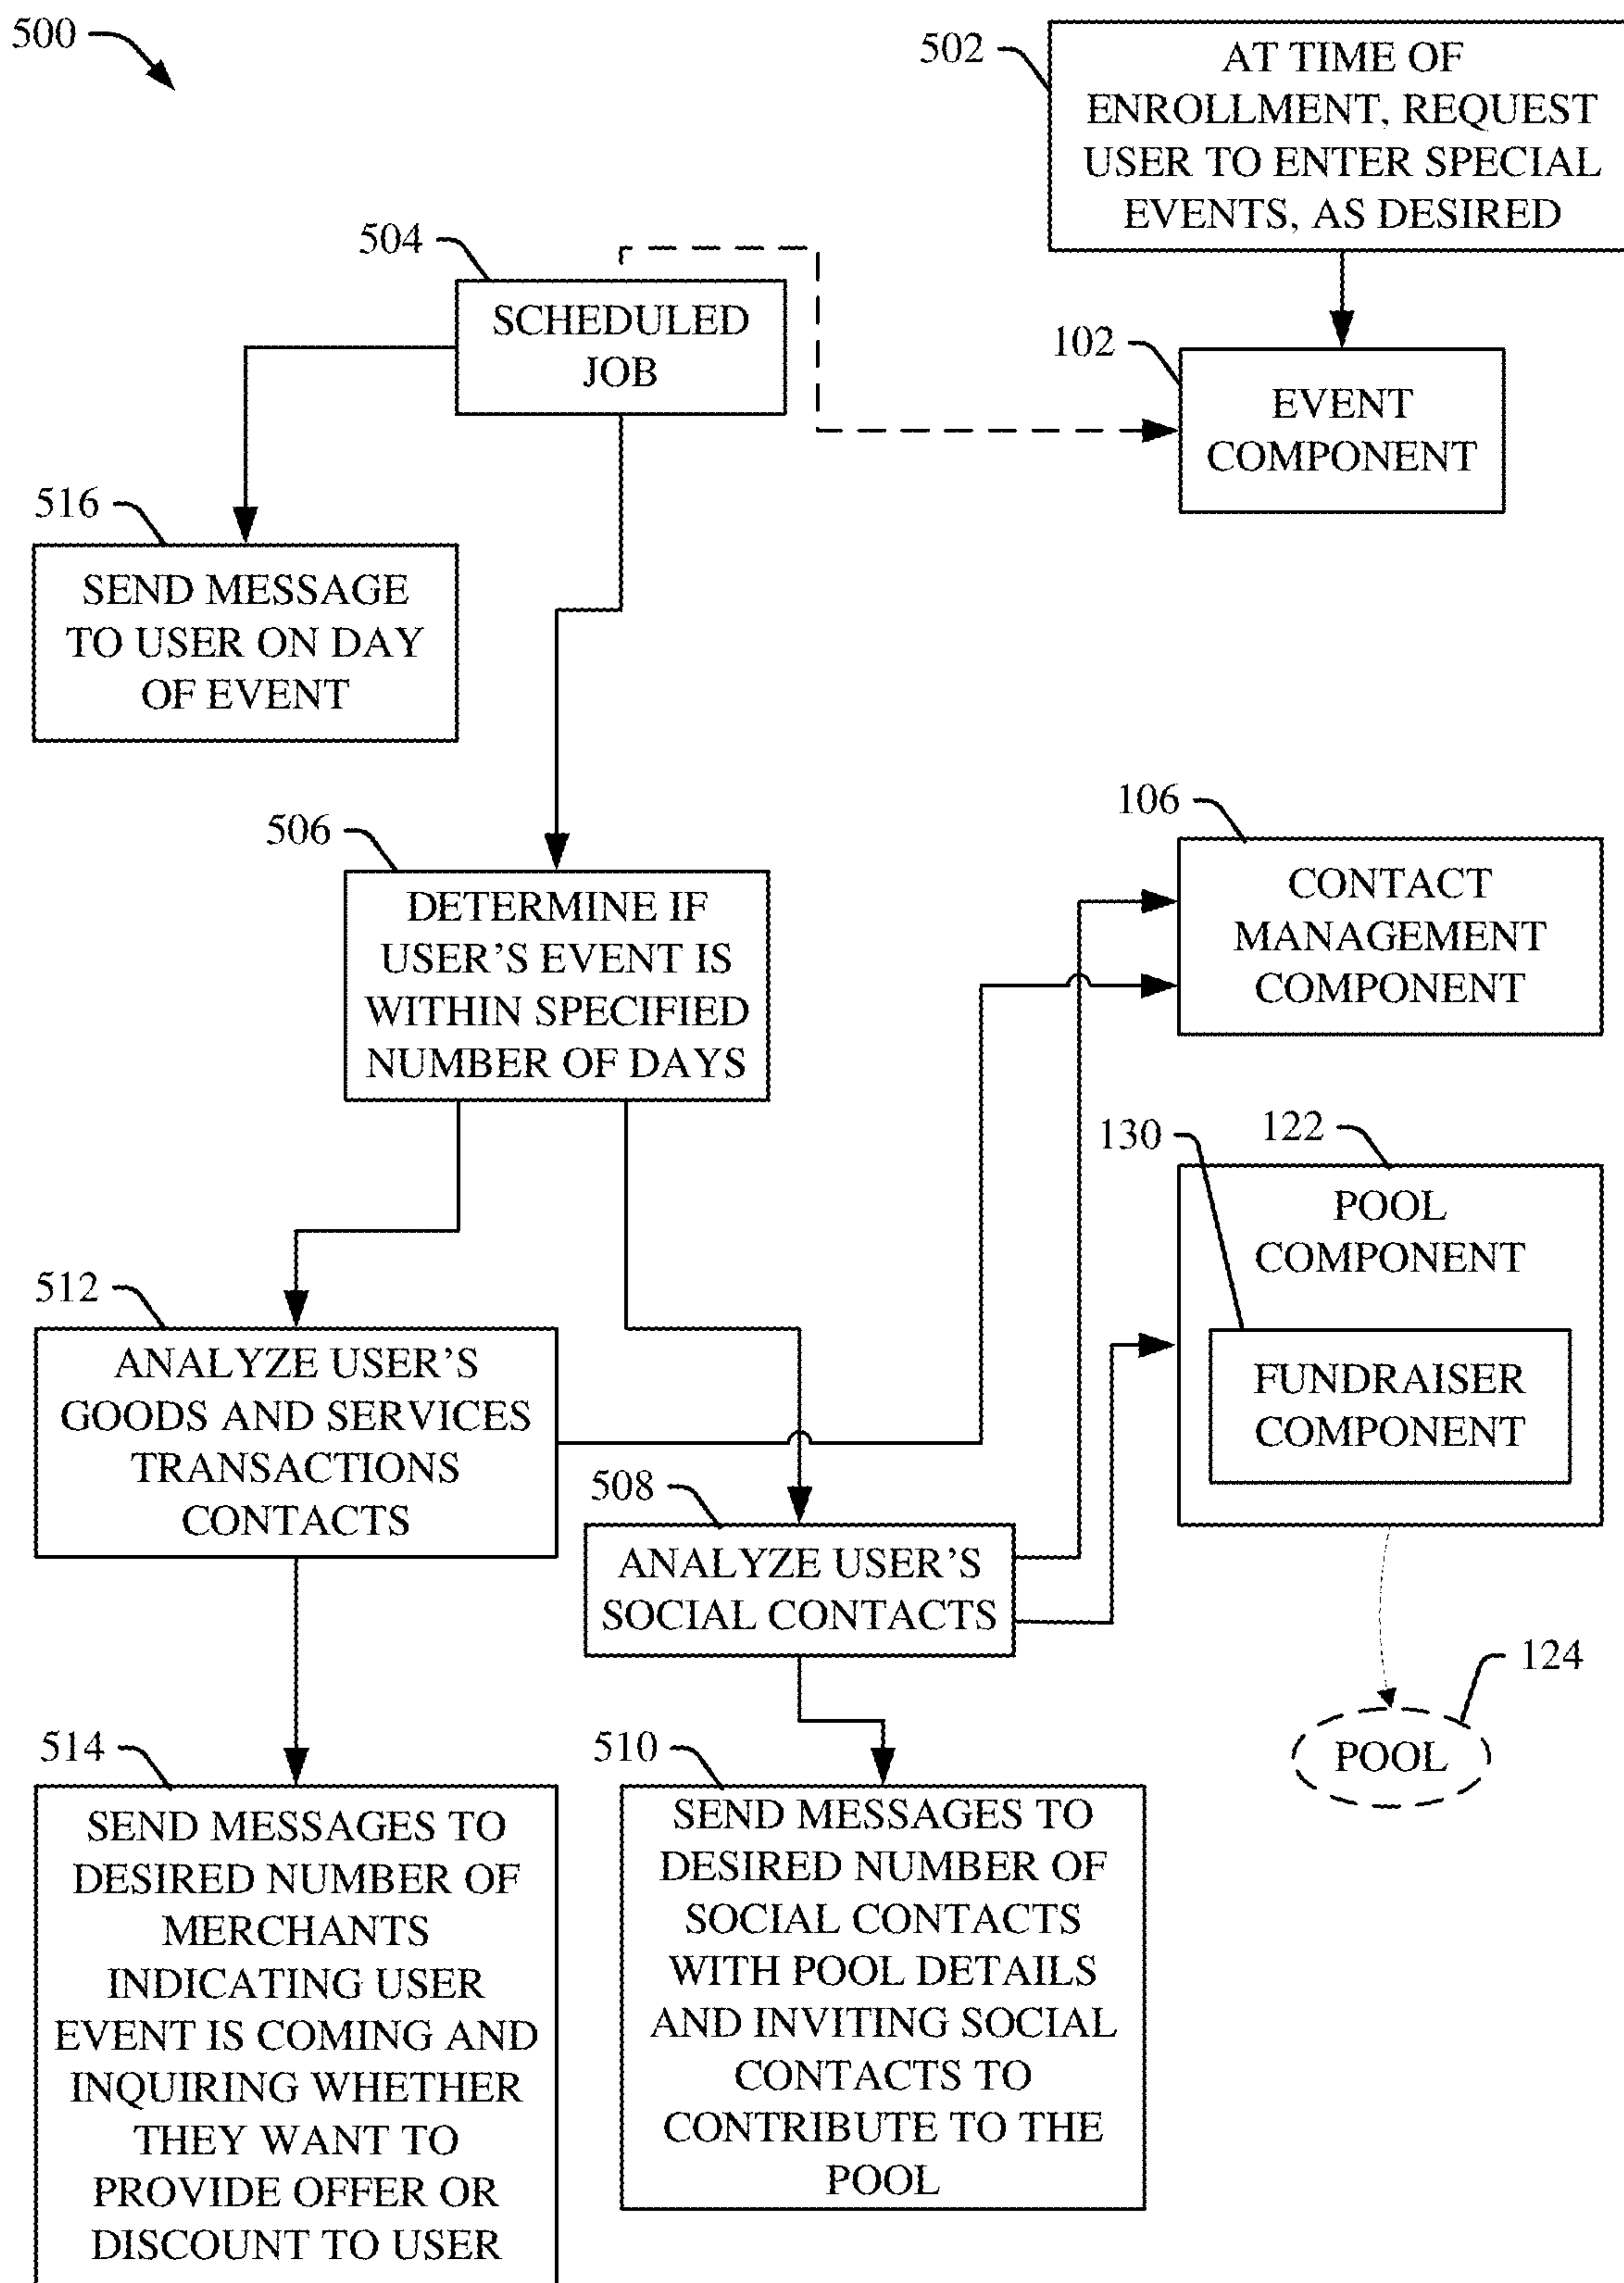 500
502
AT TIME OF
ENROLLMENT, REQUEST
USER TO ENTER SPECIAL
EVENTS, AS DESIRED
504
SCHEDULED
JOB
102
EVENT
COMPONENT
516
SEND MESSAGE
TO USER ON DAY
OF EVENT
506
DETERMINE IF
USER'S EVENT IS
WITHIN SPECIFIED
NUMBER OF DAYS
106
CONTACT
MANAGEMENT
COMPONENT
130
122
POOL
COMPONENT
FUNDRAISER
COMPONENT
512
ANALYZE USER'S
GOODS AND SERVICES
TRANSACTIONS
CONTACTS
508
ANALYZE USER'S
SOCIAL CONTACTS
124
POOL
514
SEND MESSAGES TO
DESIRED NUMBER OF
MERCHANTS
INDICATING USER
EVENT IS COMING AND
INQUIRING WHETHER
THEY WANT TO
PROVIDE OFFER OR
DISCOUNT TO USER
510
SEND MESSAGES TO
DESIRED NUMBER OF
SOCIAL CONTACTS
WITH POOL DETAILS
AND INVITING SOCIAL
CONTACTS TO
CONTRIBUTE TO THE
POOL